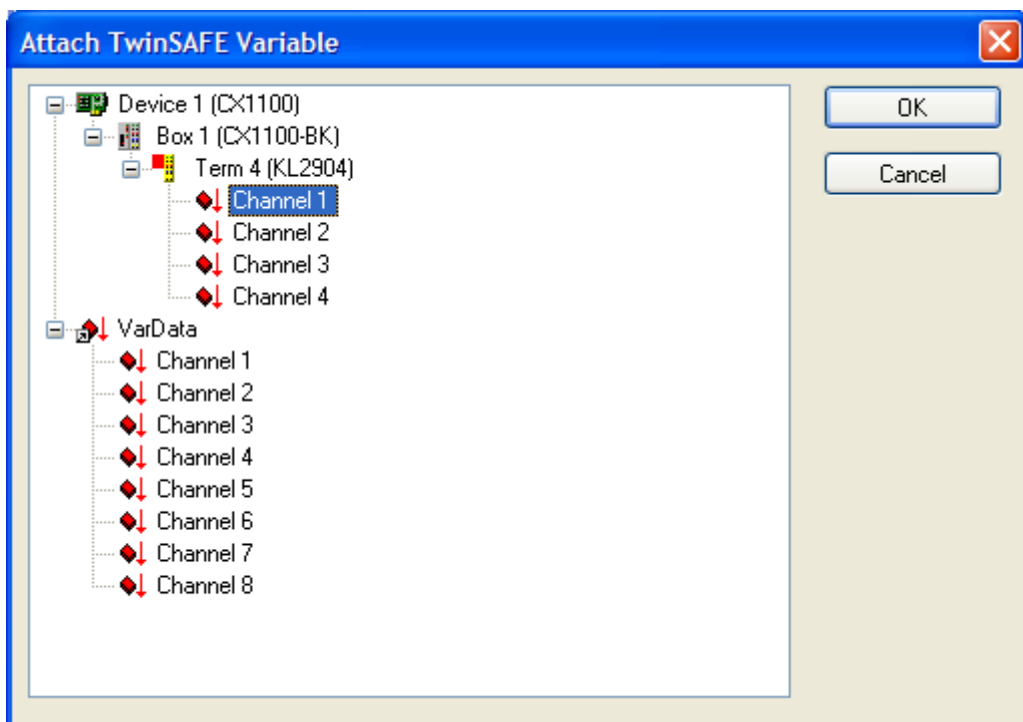 Attach TwinSAFE Variable
Device 1 (CX1100)
OK
Box 1 (CX1100-BK)
Term 4 (KL2904)
Cancel
Channel 1
Channel 2
Channel 3
Channel 4
VarData
Channel 1
Channel 2
Channel 3
Channel 4
Channel 5
Channel 6
Channel 7
Channel 8